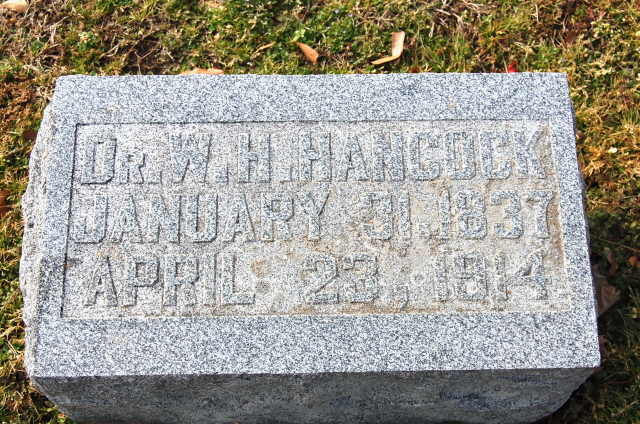 DR. W. H. HANCOCK
JANUARY 31, 1837
APRIL 23, 1914